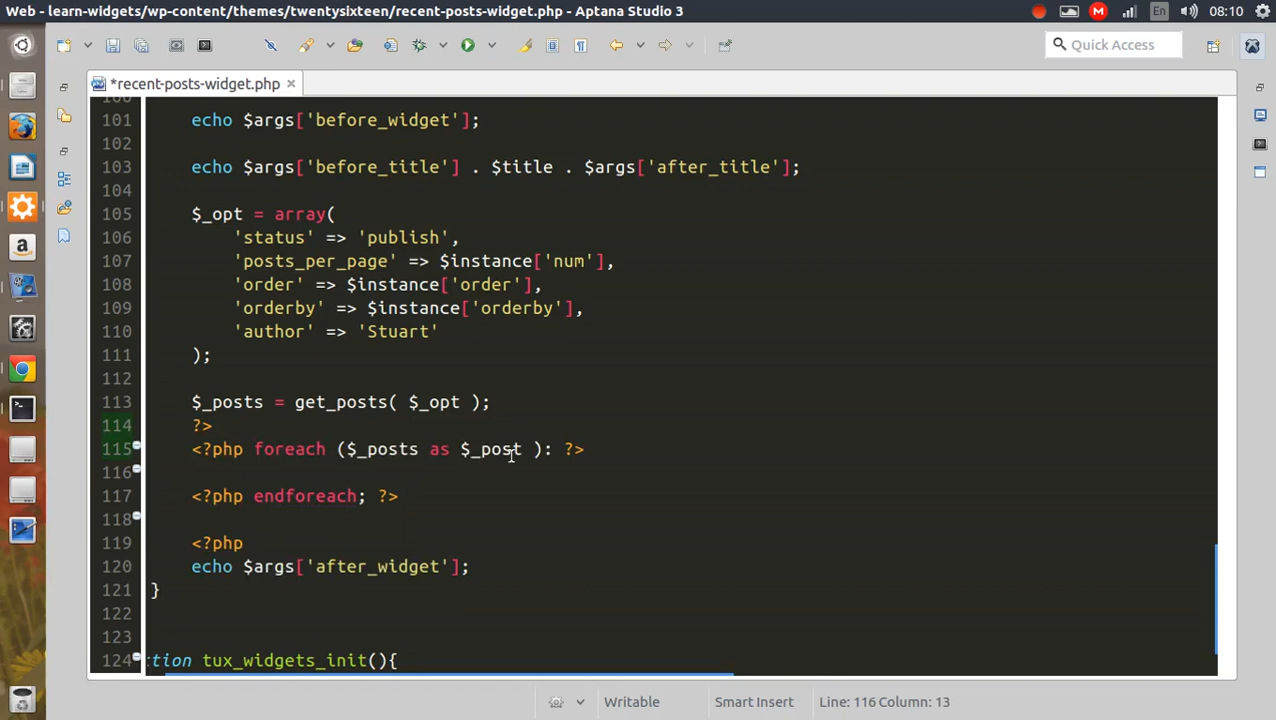 Web - learn-widgets/wp-content/themes/twentysixteen/recent-posts-widget.php - Aptana Studio 3
En
08:10
Quick Access
*recent-posts-widget.php
100
101 echo $args['before_widget'];
102
103 echo $args['before_title'] . $title . $args['after_title'];
104
105 $_opt = array(
106 'status' => 'publish',
107 'posts_per_page' => $instance['num'],
108 'order' => $instance['order'],
109 'orderby' => $instance['orderby'],
110 'author' => 'Stuart'
111 );
112
113 $_posts = get_posts( $_opt );
114 ?>
115 <?php foreach ($_posts as $_post ): ?>
116
117 <?php endforeach; ?>
118
119 <?php
120 echo $args['after_widget'];
121 }
122
123
124 tion tux_widgets_init(){
Writable
Smart Insert
Line: 116 Column: 13